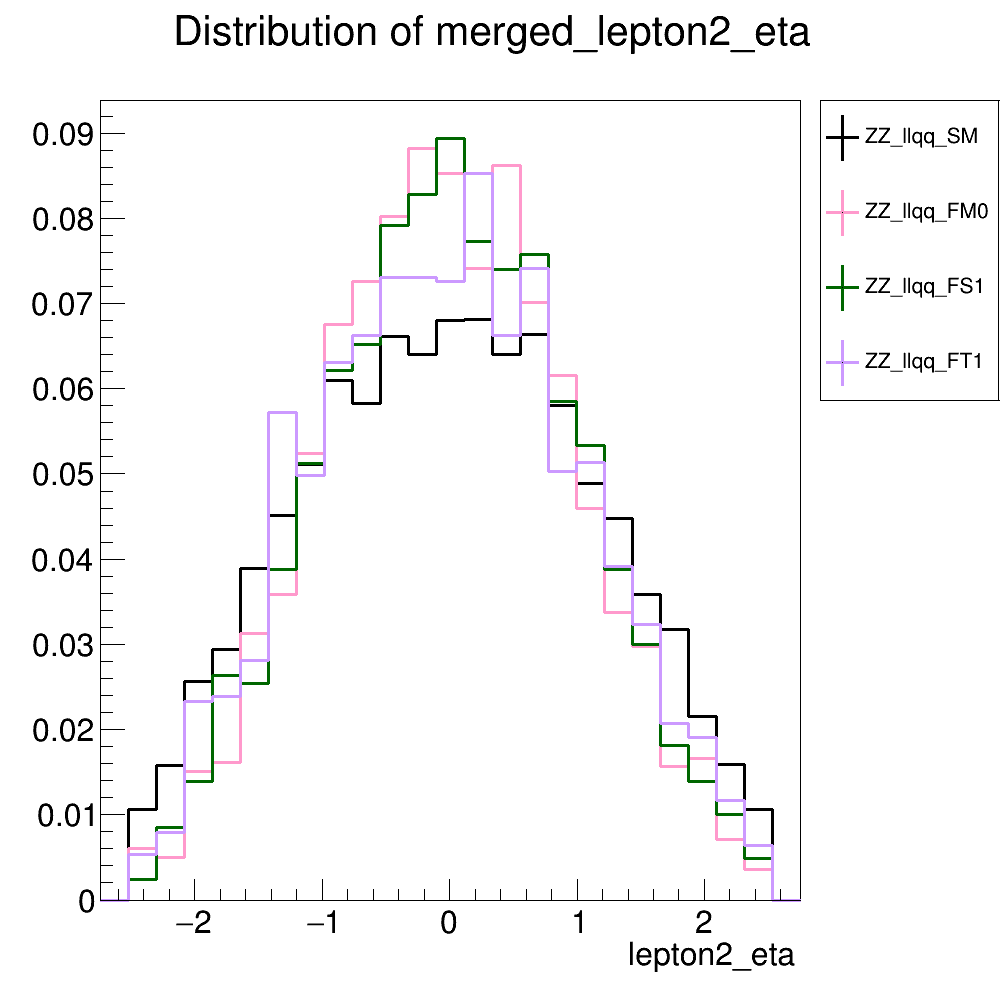 Distribution of merged_lepton2_eta
0.09
0.08
0.07
0.06
0.05
0.04
0.03
0.02
0.01
0
−2
−1
0
1
2
lepton2_eta
ZZ_llqq_SM
ZZ_llqq_FM0
ZZ_llqq_FS1
ZZ_llqq_FT1